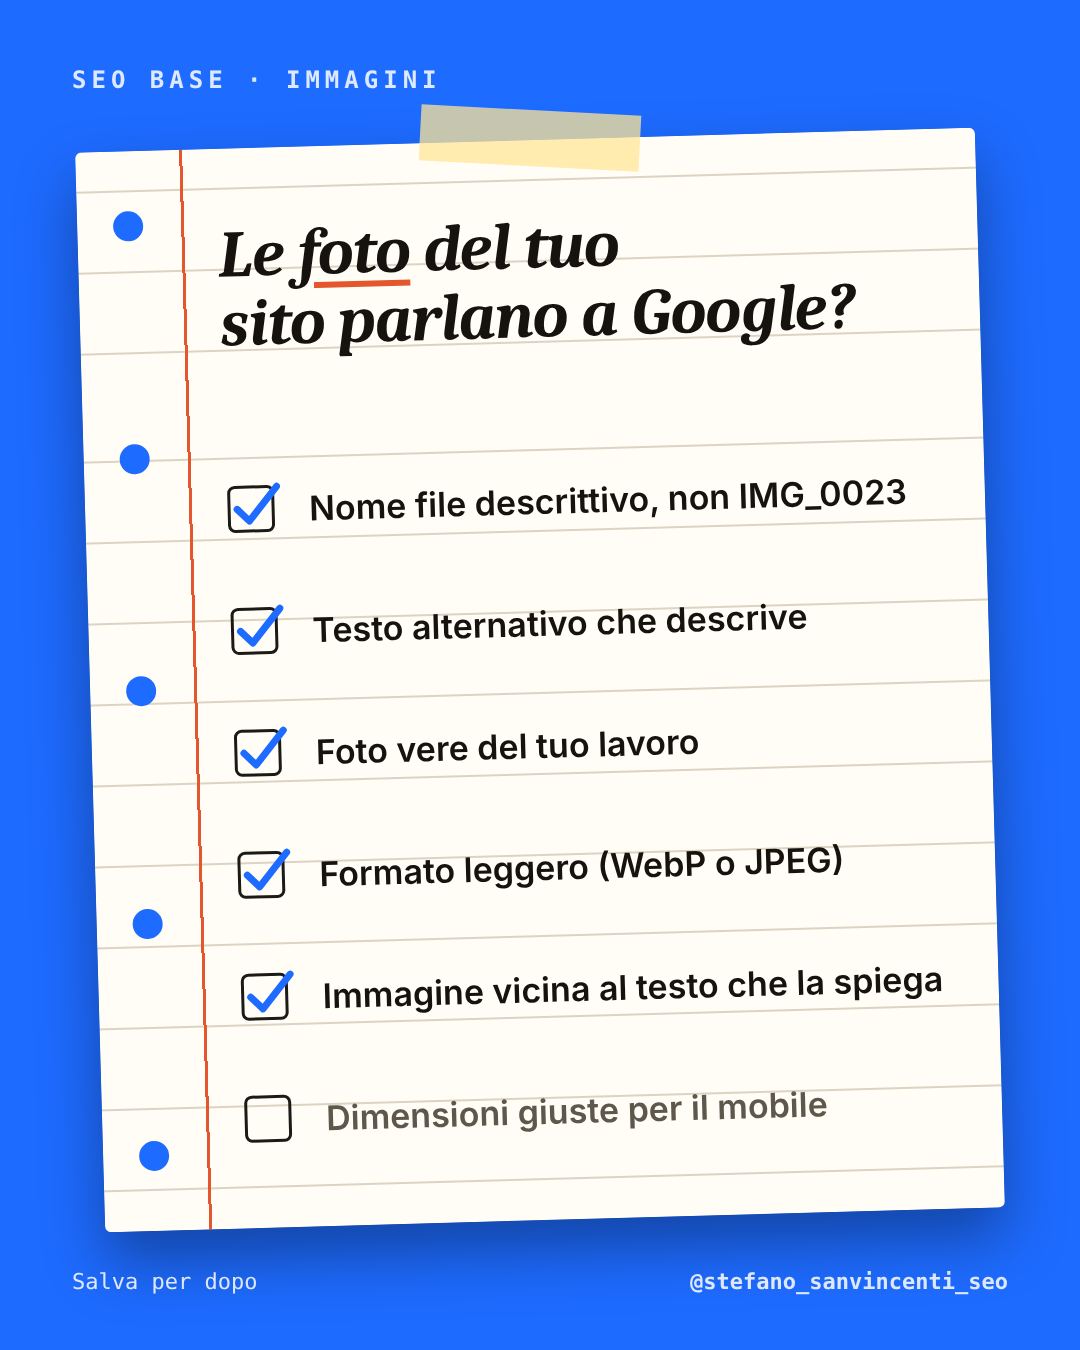 SEO BASE · IMMAGINI
Le foto del tuo
sito parlano a Google?
Nome file descrittivo, non IMG_0023
Testo alternativo che descrive
Foto vere del tuo lavoro
Formato leggero (WebP o JPEG)
Immagine vicina al testo che la spiega
Dimensioni giuste per il mobile
Salva per dopo
@stefano_sanvincenti_seo